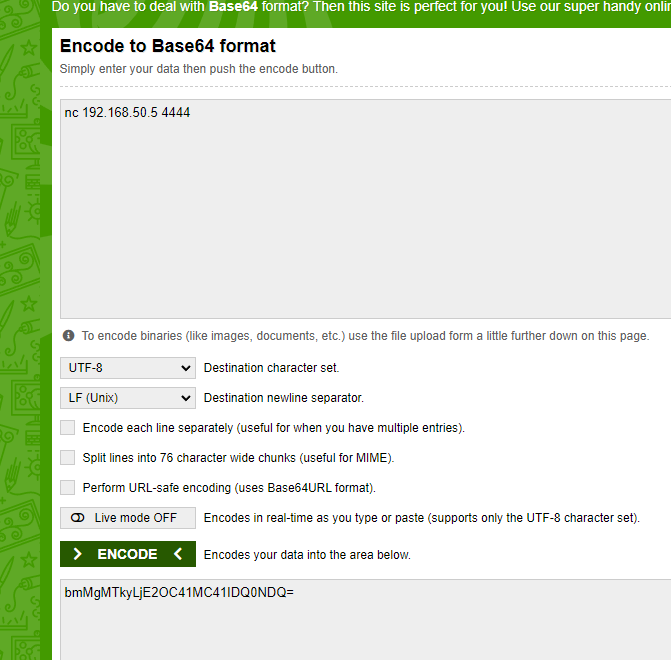 Do you have to deal with Base64 format? Then this site is perfect for you! Use our super handy onli
Encode to Base64 format
Simply enter your data then push the encode button.
nc 192.168.50.5 4444
To encode binaries (like images, documents, etc.) use the file upload form a little further down on this page.
UTF-8 Destination character set.
LF (Unix) Destination newline separator.
Encode each line separately (useful for when you have multiple entries).
Split lines into 76 character wide chunks (useful for MIME).
Perform URL-safe encoding (uses Base64URL format).
Live mode OFF Encodes in real-time as you type or paste (supports only the UTF-8 character set).
ENCODE Encodes your data into the area below.
bmMgMTkyLjE2OC41MC41IDQ0NDQ=